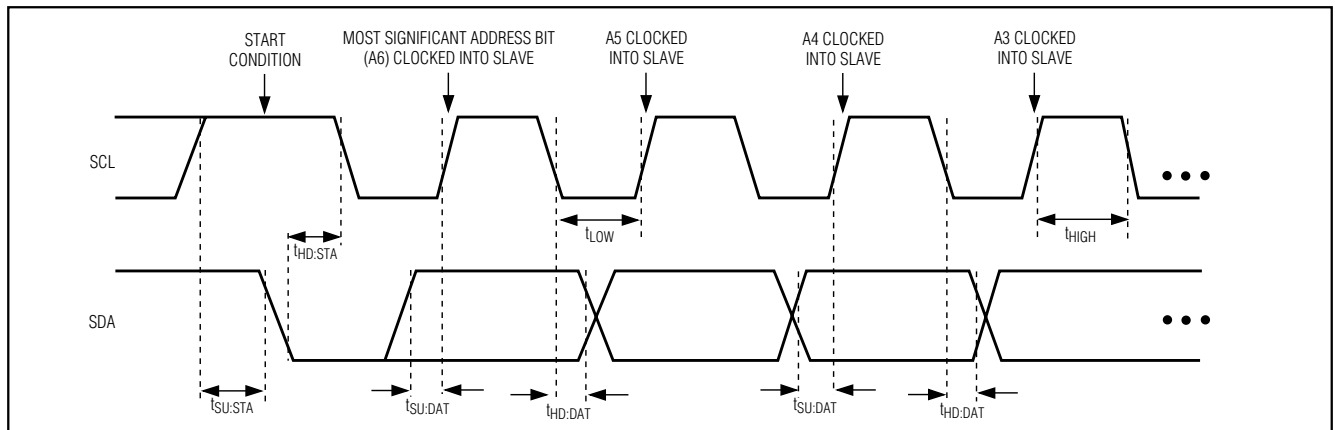 START
CONDITION
MOST SIGNIFICANT ADDRESS BIT
(A6) CLOCKED INTO SLAVE
A5 CLOCKED
INTO SLAVE
A4 CLOCKED
INTO SLAVE
A3 CLOCKED
INTO SLAVE
SCL
tHD:STA
tLOW
tHIGH
SDA
tSU:STA
tSU:DAT
tHD:DAT
tSU:DAT
tHD:DAT